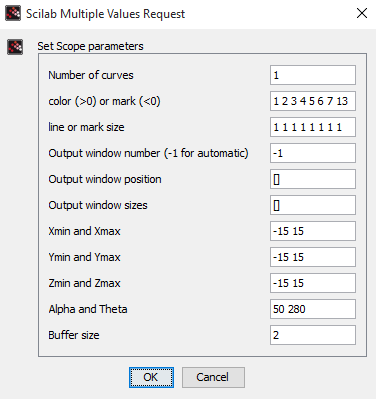 Scilab Multiple Values Request
Set Scope parameters
Number of curves 1
color (>0) or mark (<0) 1 2 3 4 5 6 7 13
line or mark size 1 1 1 1 1 1 1 1
Output window number (-1 for automatic) -1
Output window position []
Output window sizes []
Xmin and Xmax -15 15
Ymin and Ymax -15 15
Zmin and Zmax -15 15
Alpha and Theta 50 280
Buffer size 2
OK Cancel